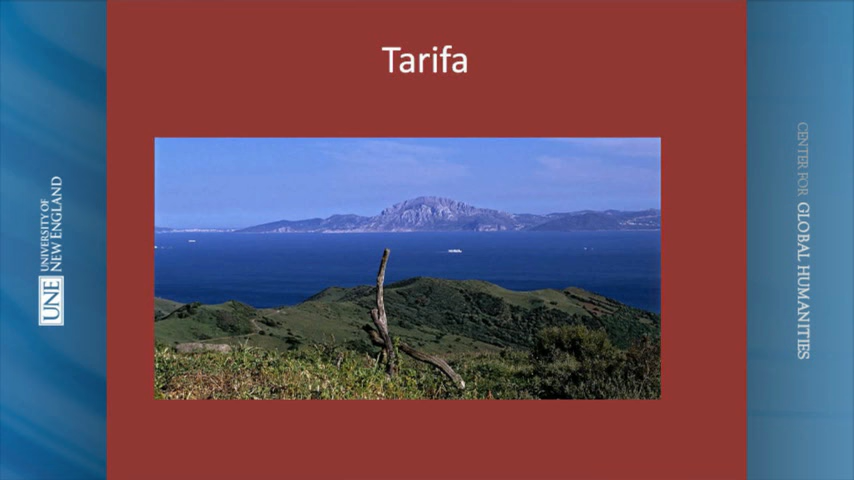 Tarifa
UNE
UNIVERSITY OF
NEW ENGLAND
CENTER FOR GLOBAL HUMANITIES